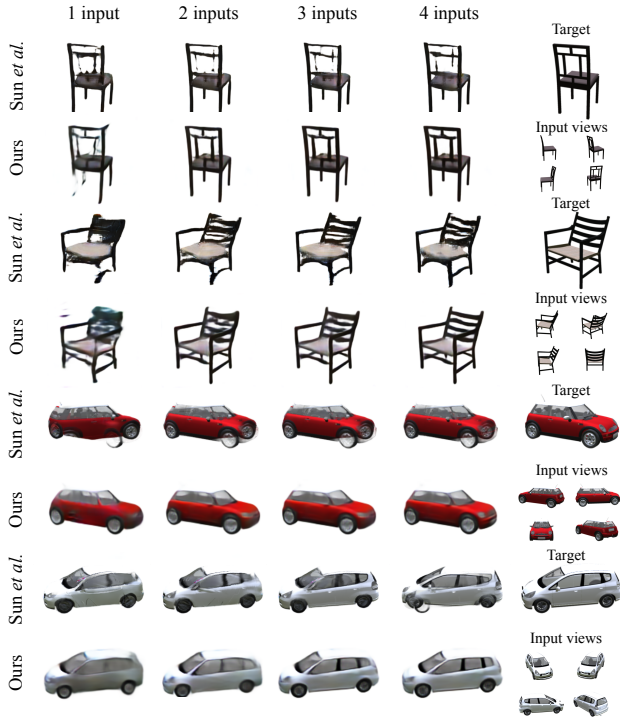 1 input 2 inputs 3 inputs 4 inputs
Target
Sun et al.
Input views
Ours
Target
Sun et al.
Input views
Ours
Target
Sun et al.
Input views
Ours
Target
Sun et al.
Input views
Ours